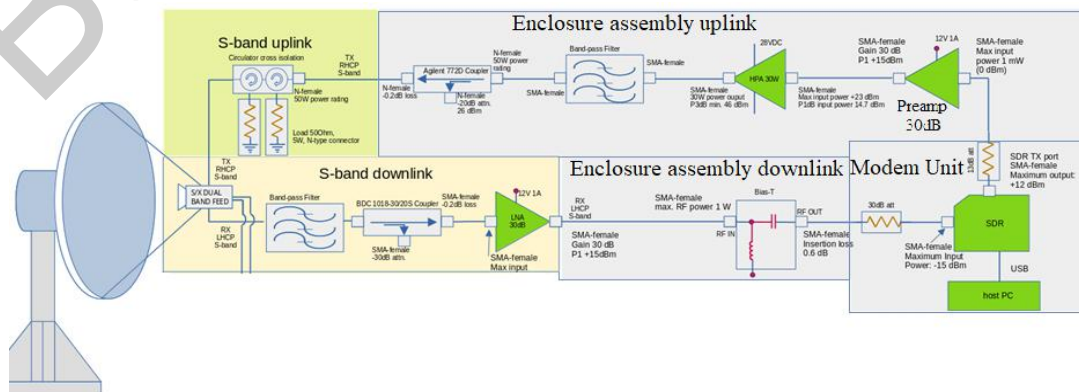 Enclosure assembly uplink
S-band uplink
Circulator cross isolation
N-female
50W power rating
Load 50Ohm,
5W, N-type connector
TX
RHCP
S-band
TX
RHCP
S-band
Agilent 772D Coupler
N-female
-0.2dB loss
N-female
-20dB attn.
26 dBm
N-female
50W power
rating
Band-pass Filter
SMA-female
SMA-female
28VDC
HPA 30W
SMA-female
30W power ouput
P3dB min. 46 dBm
SMA-female
Max input power +23 dBm
P1dB input power 14.7 dBm
SMA-female
Gain 30 dB
P1 +15dBm
12V 1A
SMA-female
Max input
power 1 mW
(0 dBm)
Preamp
30dB
S-band downlink
S/X DUAL
BAND FEED
RX
LHCP
S-band
Band-pass Filter
BDC 1018-30/20S Coupler
SMA-female
-30dB attn.
SMA-female
-0.2dB loss
12V 1A
LNA
30dB
SMA-female
Max input
Enclosure assembly downlink
RX
LHCP
S-band
SMA-female
Gain 30 dB
P1 +15dBm
SMA-female
max. RF power 1 W
Bias-T
RF IN
RF OUT
SMA-female
Insertion loss
0.6 dB
Modem Unit
13dB att
SDR TX port
SMA-female
Maximum output:
+12 dBm
30dB att
SDR
SMA-female
Maximum Input
Power: -15 dBm
USB
host PC